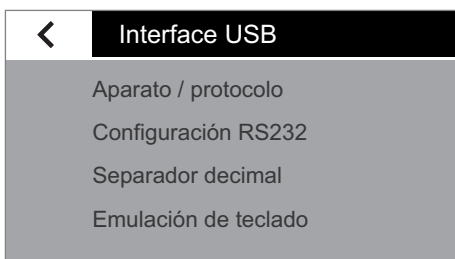 Interface USB
Aparato / protocolo
Configuración RS232
Separador decimal
Emulación de teclado